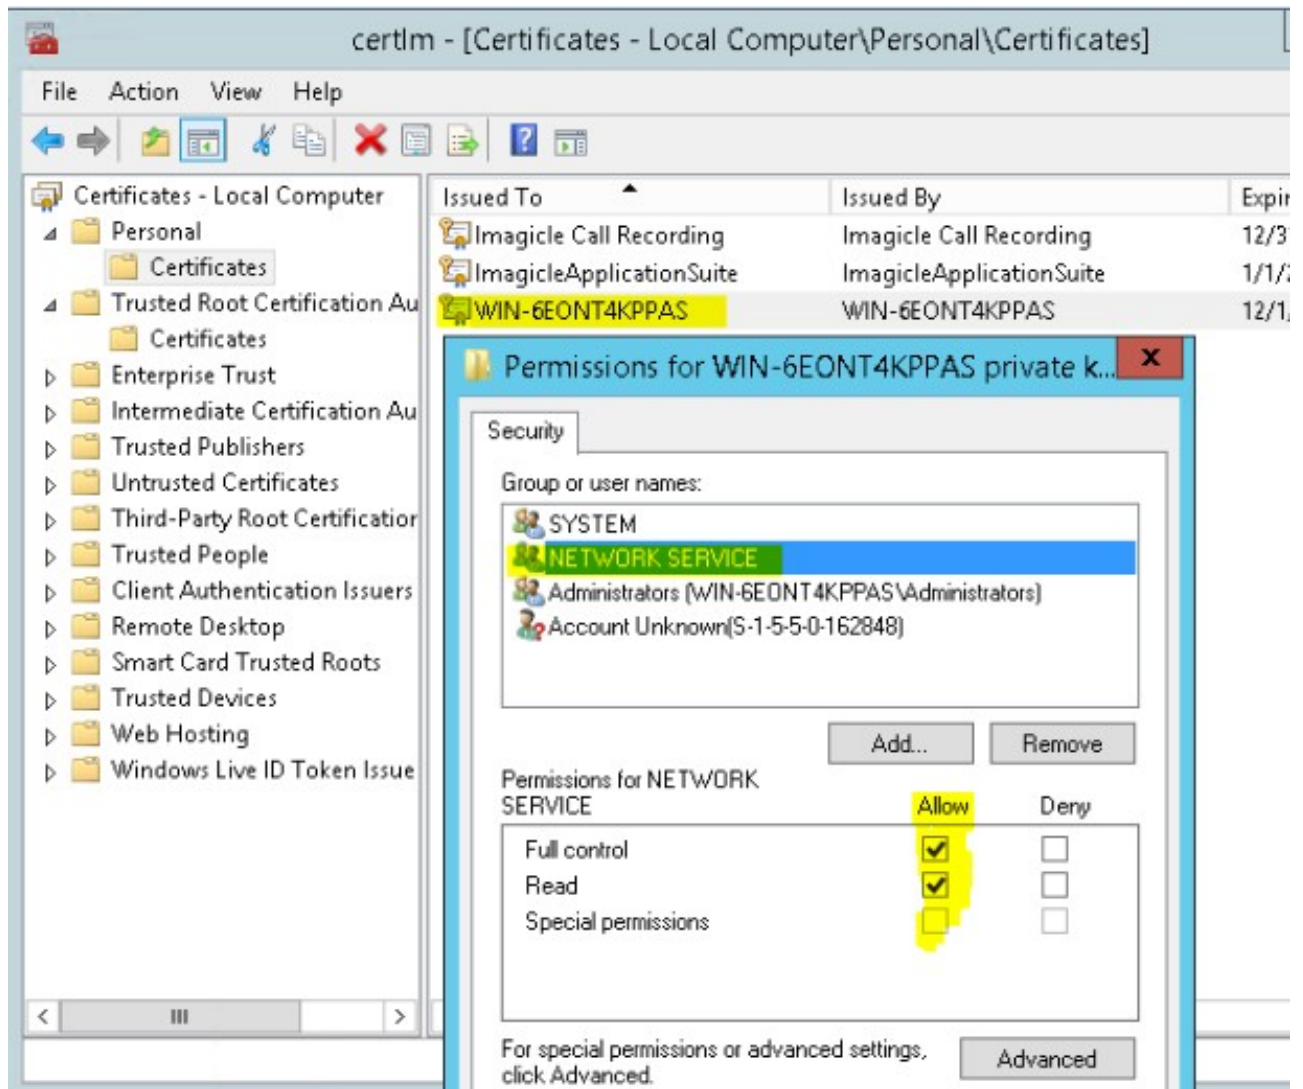 certlm - [Certificates - Local Computer\Personal\Certificates]
File Action View Help
Certificates - Local Computer
Personal
Certificates
Trusted Root Certification Au
Certificates
Enterprise Trust
Intermediate Certification Au
Trusted Publishers
Untrusted Certificates
Third-Party Root Certification
Trusted People
Client Authentication Issuers
Remote Desktop
Smart Card Trusted Roots
Trusted Devices
Web Hosting
Windows Live ID Token Issue
Issued To Issued By Expir
Imagicle Call Recording Imagicle Call Recording 12/3
ImagicleApplicationSuite ImagicleApplicationSuite 1/1/2
WIN-6EONT4KPPAS WIN-6EONT4KPPAS 12/1/
Permissions for WIN-6EONT4KPPAS private k... X
Security
Group or user names:
SYSTEM
NETWORK SERVICE
Administrators (WIN-6EONT4KPPAS\Administrators)
Account Unknown(S-1-5-5-0-162848)
Add... Remove
Permissions for NETWORK
SERVICE Allow Deny
Full control
Read
Special permissions
For special permissions or advanced settings,
click Advanced.
Advanced